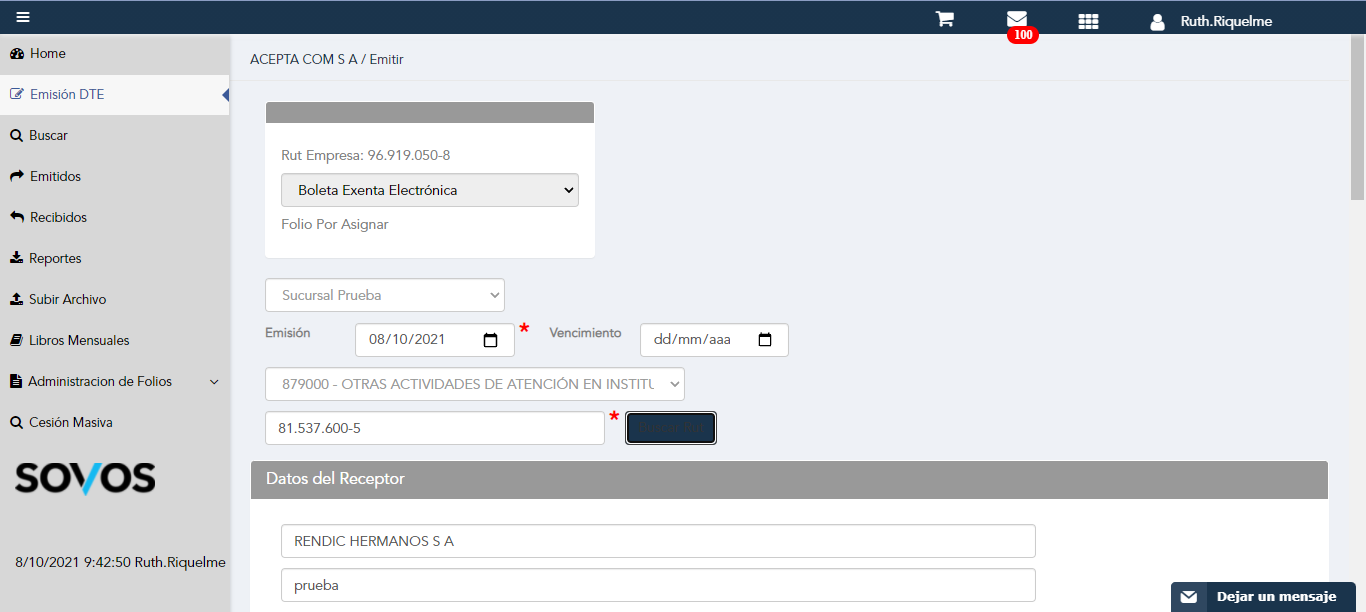 100
Ruth.Riquelme
Home
Emisión DTE
Buscar
Emitidos
Recibidos
Reportes
Subir Archivo
Libros Mensuales
Administracion de Folios
Cesión Masiva
SOVOS
8/10/2021 9:42:50 Ruth.Riquelme
ACEPTA COM S A / Emitir
Rut Empresa: 96.919.050-8
Boleta Exenta Electrónica
Folio Por Asignar
Sucursal Prueba
Emisión
08/10/2021
*
Vencimiento
dd/mm/aaa
879000 - OTRAS ACTIVIDADES DE ATENCIÓN EN INSTITU
81.537.600-5
*
Datos del Receptor
RENDIC HERMANOS S A
prueba
Dejar un mensaje